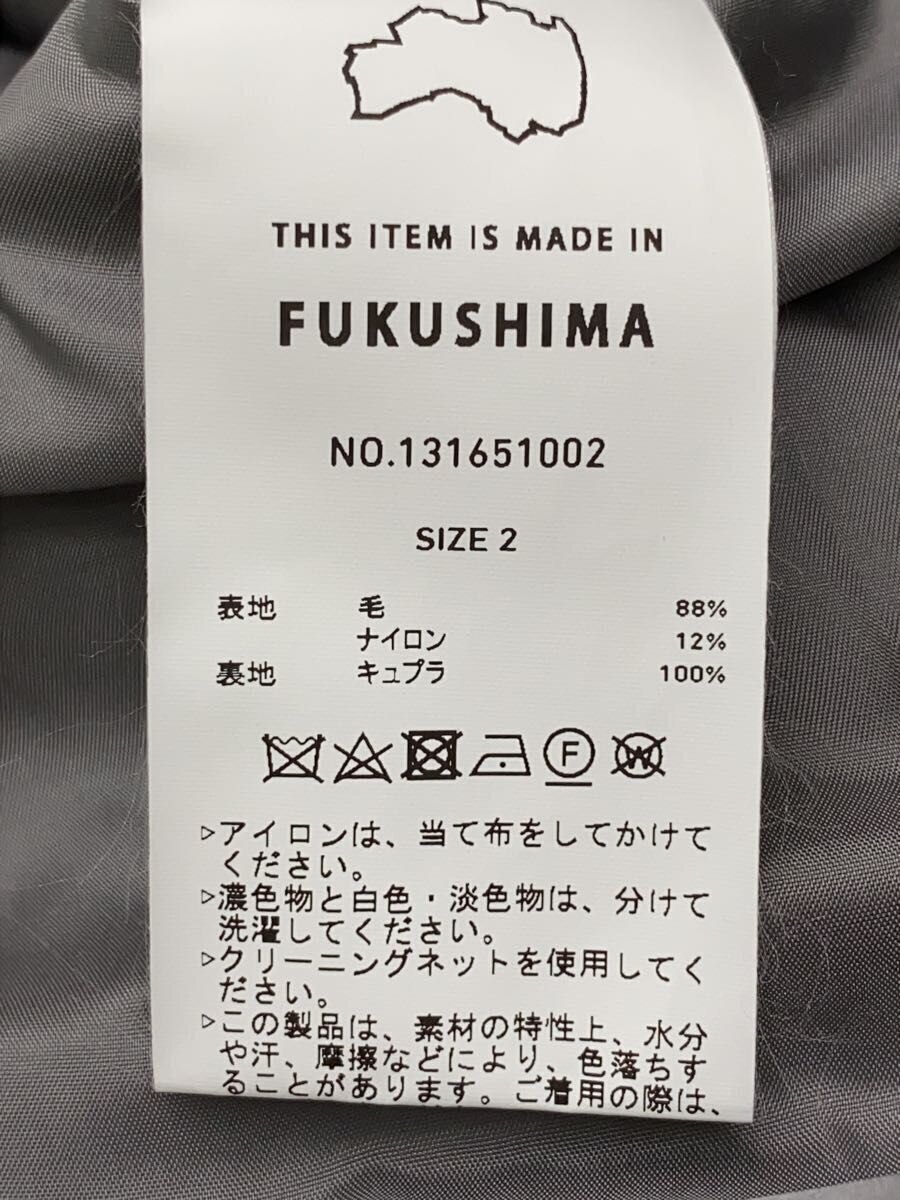 THIS ITEM IS MADE IN
FUKUSHIMA
NO.131651002
SIZE 2
表地 毛 88%
ナイロン 12%
裏地 キュプラ 100%
F W
▷アイロンは、当て布をしてかけて
ください。
▷濃色物と白色・淡色物は、分けて
洗濯してください。
▷クリーニングネットを使用してく
ださい。
▷この製品は、素材の特性上、水分
や汗、摩擦などにより、色落ちす
ることがあります。ご着用の際は、